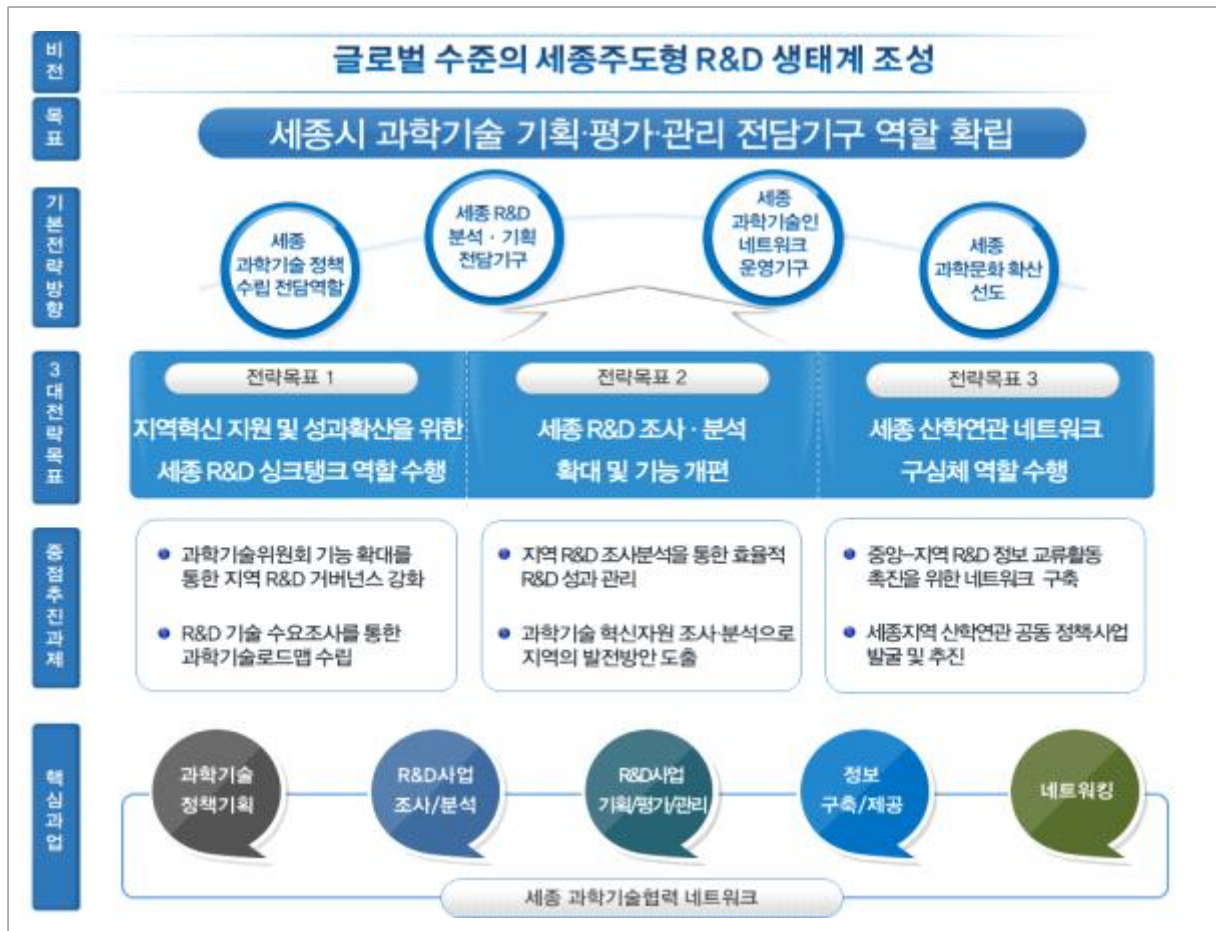 비전
글로벌 수준의 세종주도형 R&D 생태계 조성
목표
세종시 과학기술 기획·평가·관리 전담기구 역할 확립
기본전략방향
세종
과학기술 정책
수립 전담역할
세종 R&D
분석 · 기획
전담기구
세종
과학기술인
네트워크
운영기구
세종
과학문화 확산
선도
3대전략목표
전략목표 1
지역혁신 지원 및 성과확산을 위한
세종 R&D 싱크탱크 역할 수행
전략목표 2
세종 R&D 조사 · 분석
확대 및 기능 개편
전략목표 3
세종 산학연관 네트워크
구심체 역할 수행
중점추진과제
과학기술위원회 기능 확대를
통한 지역 R&D 거버넌스 강화
R&D 기술 수요조사를 통한
과학기술로드맵 수립
지역 R&D 조사분석을 통한 효율적
R&D 성과 관리
과학기술 혁신자원 조사·분석으로
지역의 발전방안 도출
중앙-지역 R&D 정보 교류활동
촉진을 위한 네트워크 구축
세종지역 산학연관 공동 정책사업
발굴 및 추진
핵심과업
과학기술
정책기획
R&D사업
조사/분석
R&D사업
기획/평가/관리
정보
구축/제공
네트워킹
세종 과학기술협력 네트워크